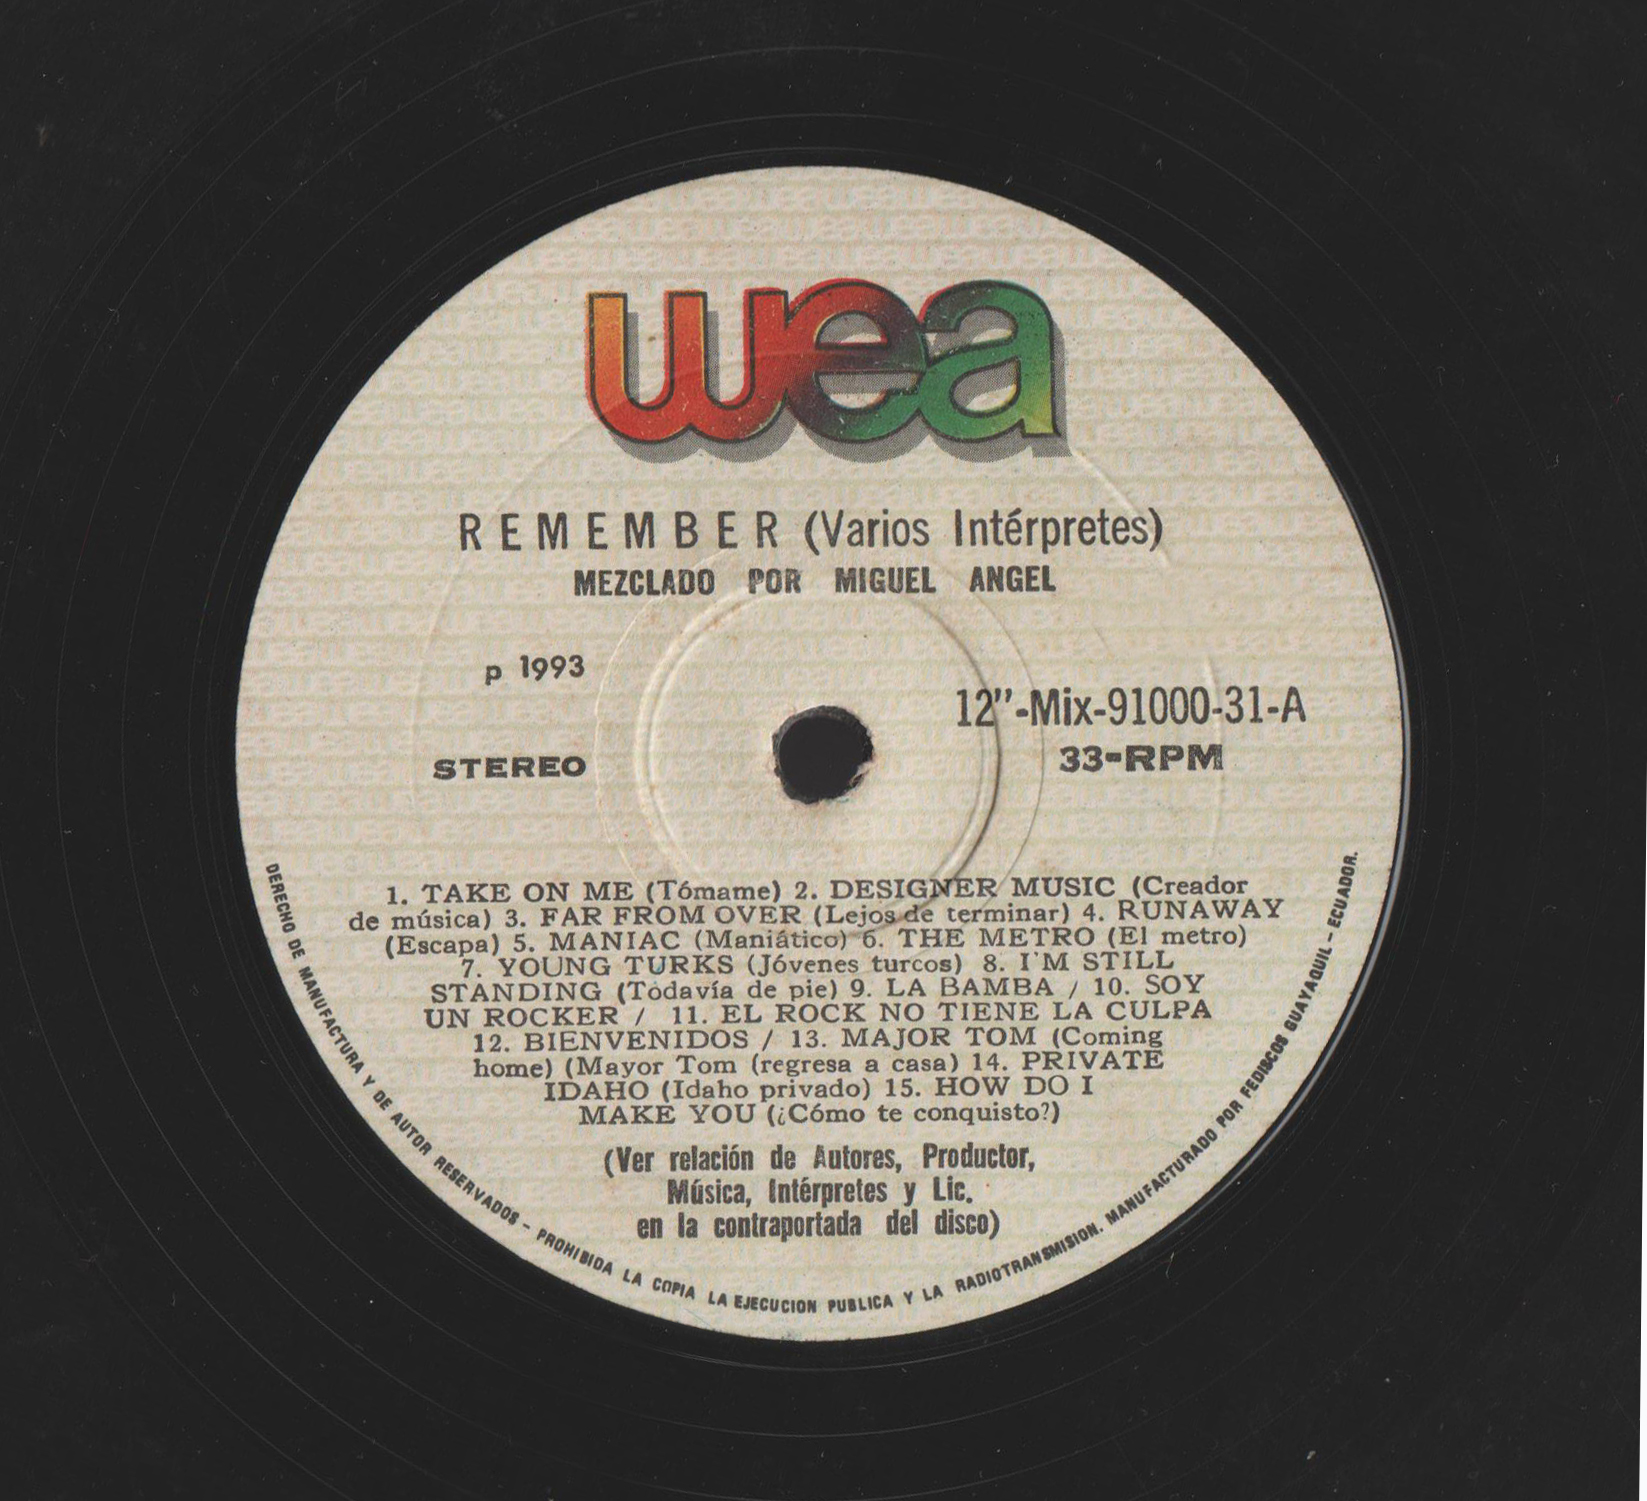 wea
REMEMBER (Varios Intérpretes)
MEZCLADO POR MIGUEL ANGEL
p 1993
12"-Mix-91000-31-A
STEREO
33-RPM
1. TAKE ON ME (Tómame) 2. DESIGNER MUSIC (Creador
de música) 3. FAR FROM OVER (Lejos de terminar) 4. RUNAWAY
(Escapa) 5. MANIAC (Maniático) 6. THE METRO (El metro)
7. YOUNG TURKS (Jóvenes turcos) 8. I'M STILL
STANDING (Todavía de pie) 9. LA BAMBA / 10. SOY
UN ROCKER / 11. EL ROCK NO TIENE LA CULPA
12. BIENVENIDOS / 13. MAJOR TOM (Coming
home) (Mayor Tom (regresa a casa) 14. PRIVATE
IDAHO (Idaho privado) 15. HOW DO I
MAKE YOU (¿Cómo te conquisto?)
(Ver relación de Autores, Productor,
Música, Intérpretes y Lic.
en la contraportada del disco)
DERECHO DE MANUFACTURA Y DE AUTOR RESERVADOS - PROHIBIDA LA COPIA LA EJECUCION PUBLICA Y LA RADIOTRANSMISION. MANUFACTURADO POR FEDISCOS GUAYAQUIL - ECUADOR.